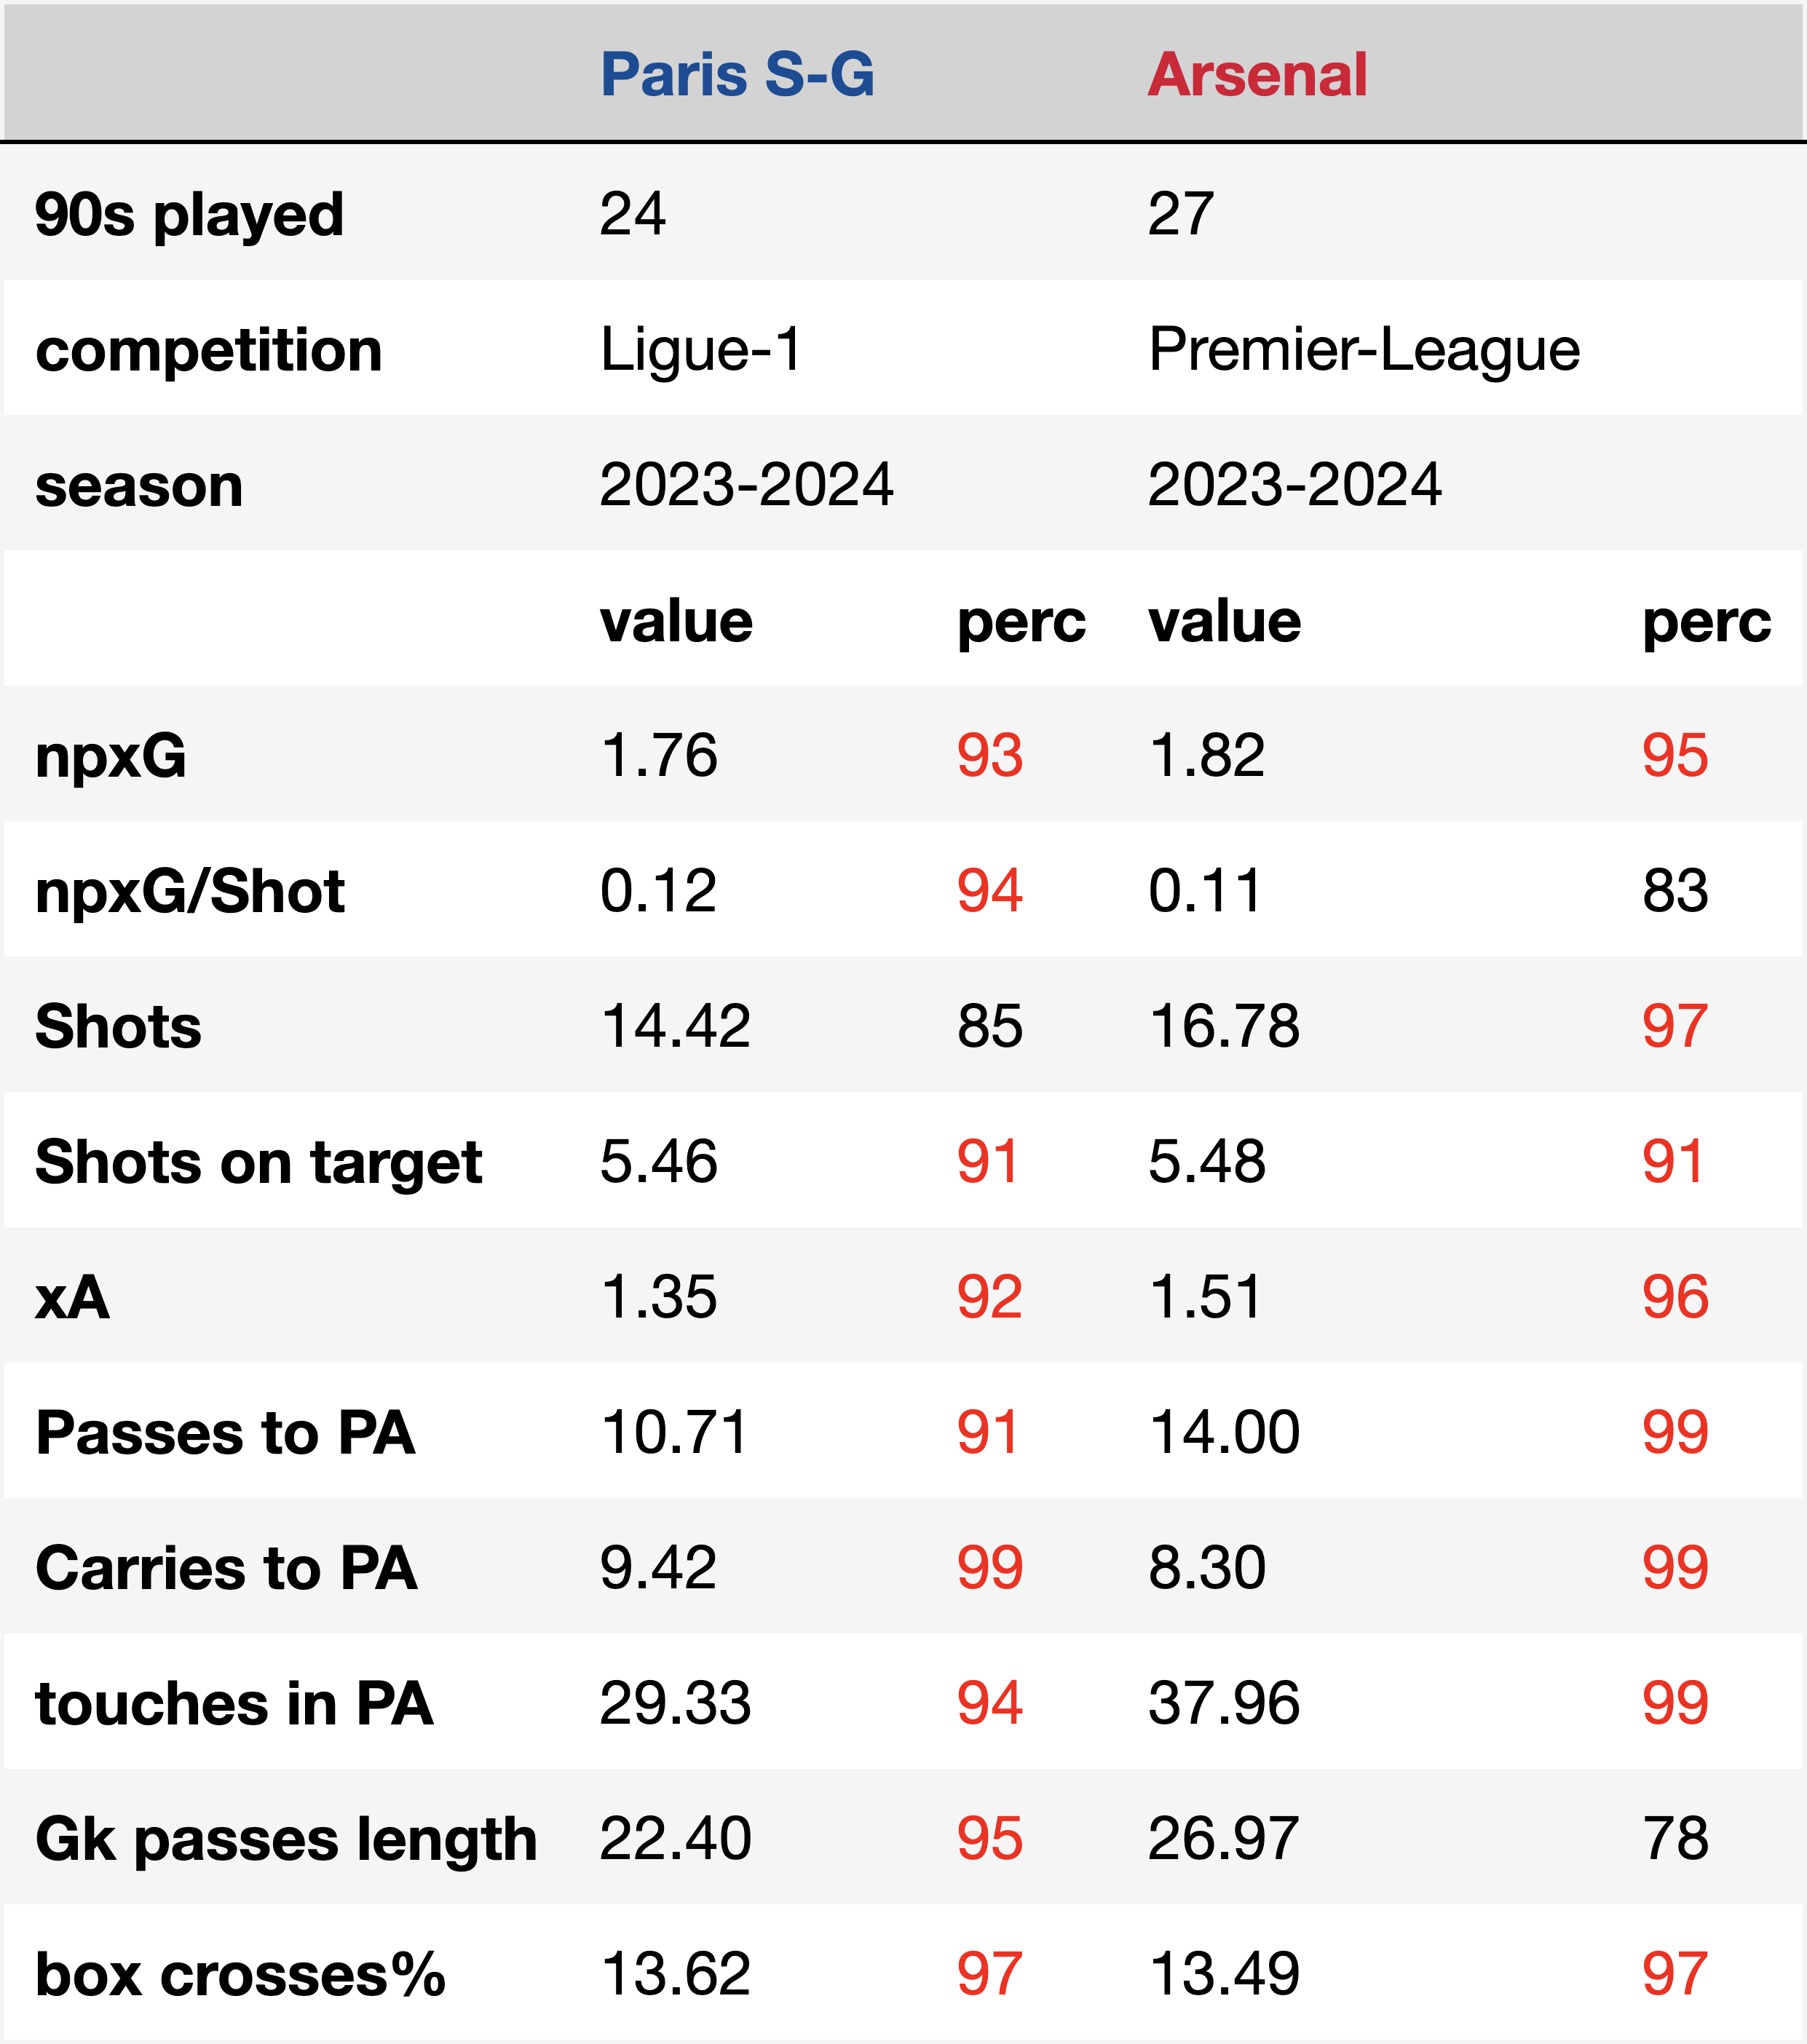 Paris S-G Arsenal
90s played 24 27
competition Ligue-1 Premier-League
season 2023-2024 2023-2024
value perc value perc
npxG 1.76 93 1.82 95
npxG/Shot 0.12 94 0.11 83
Shots 14.42 85 16.78 97
Shots on target 5.46 91 5.48 91
xA 1.35 92 1.51 96
Passes to PA 10.71 91 14.00 99
Carries to PA 9.42 99 8.30 99
touches in PA 29.33 94 37.96 99
Gk passes length 22.40 95 26.97 78
box crosses% 13.62 97 13.49 97